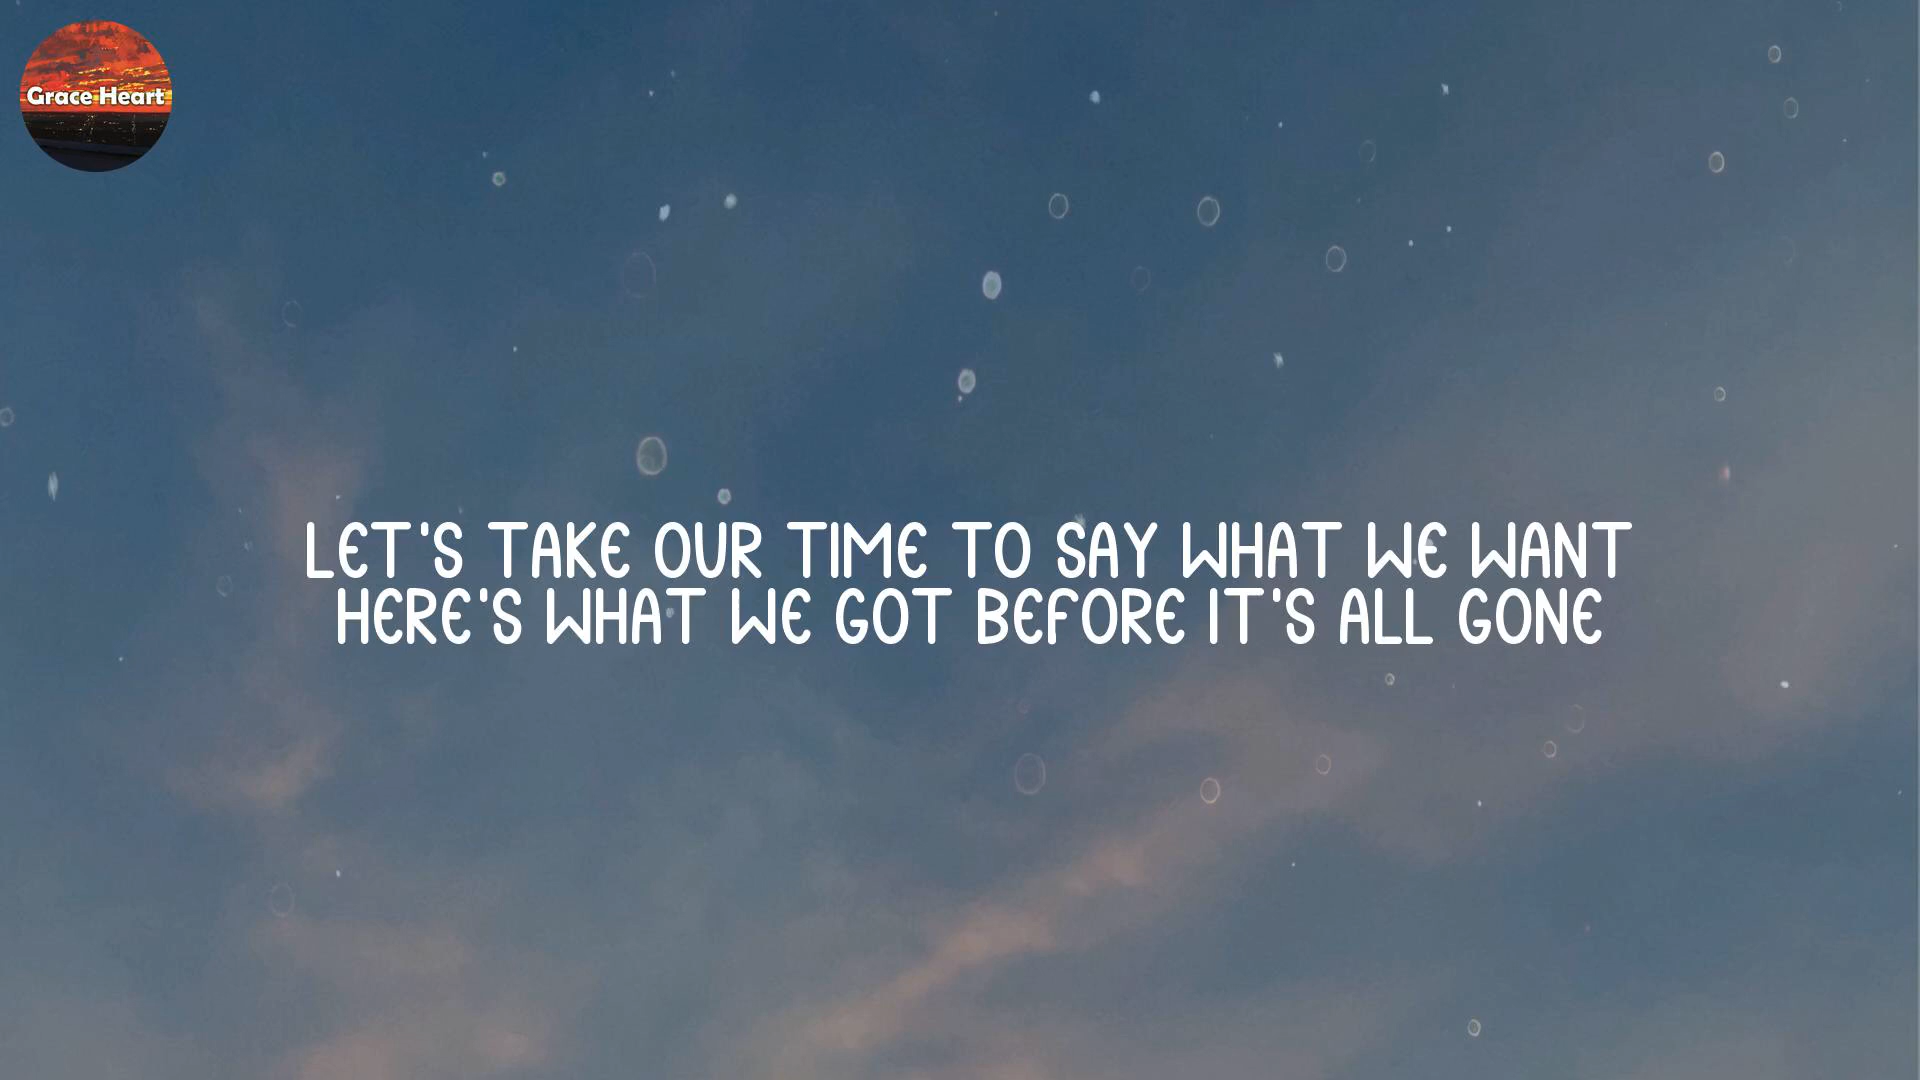 Grace Heart
LET'S TAKE OUR TIME TO SAY WHAT WE WANT
HERE'S WHAT WE GOT BEFORE IT'S ALL GONE